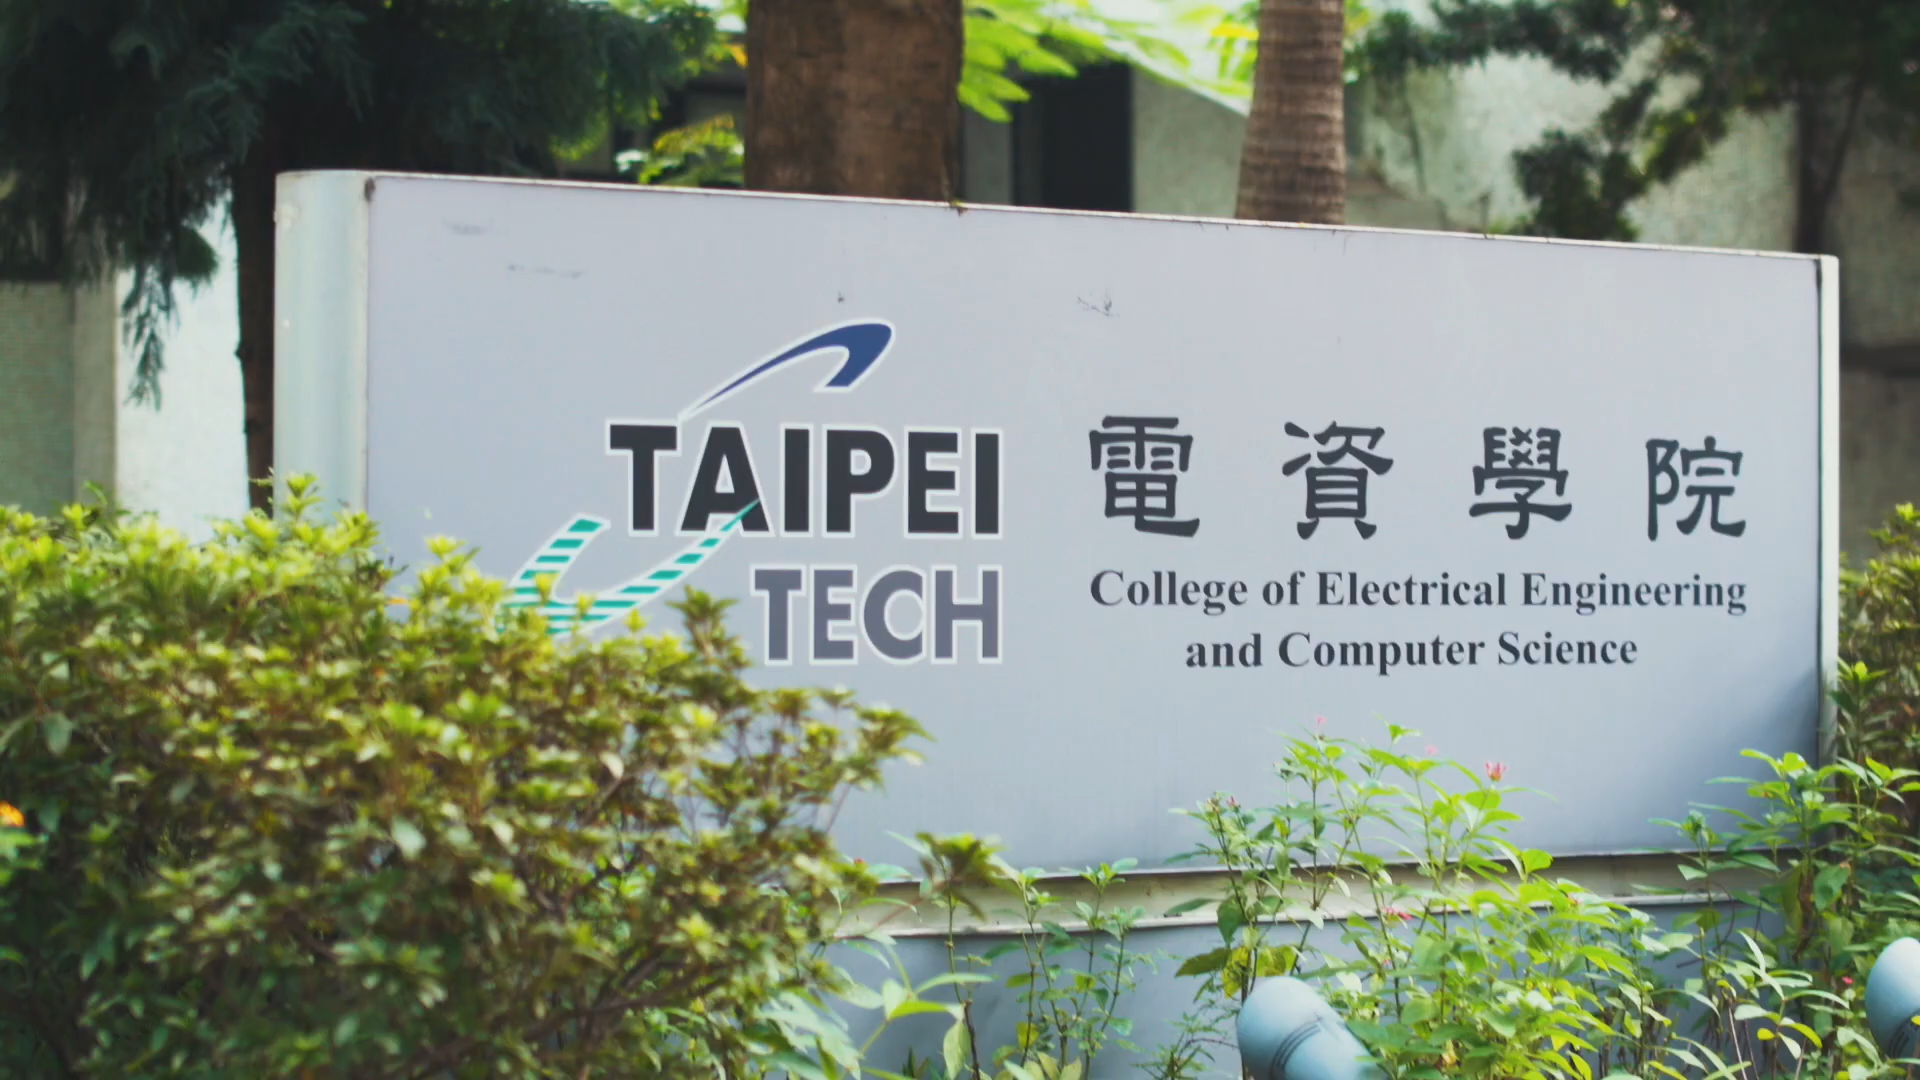 TAIPEI
TECH
電資學院
College of Electrical Engineering
and Computer Science